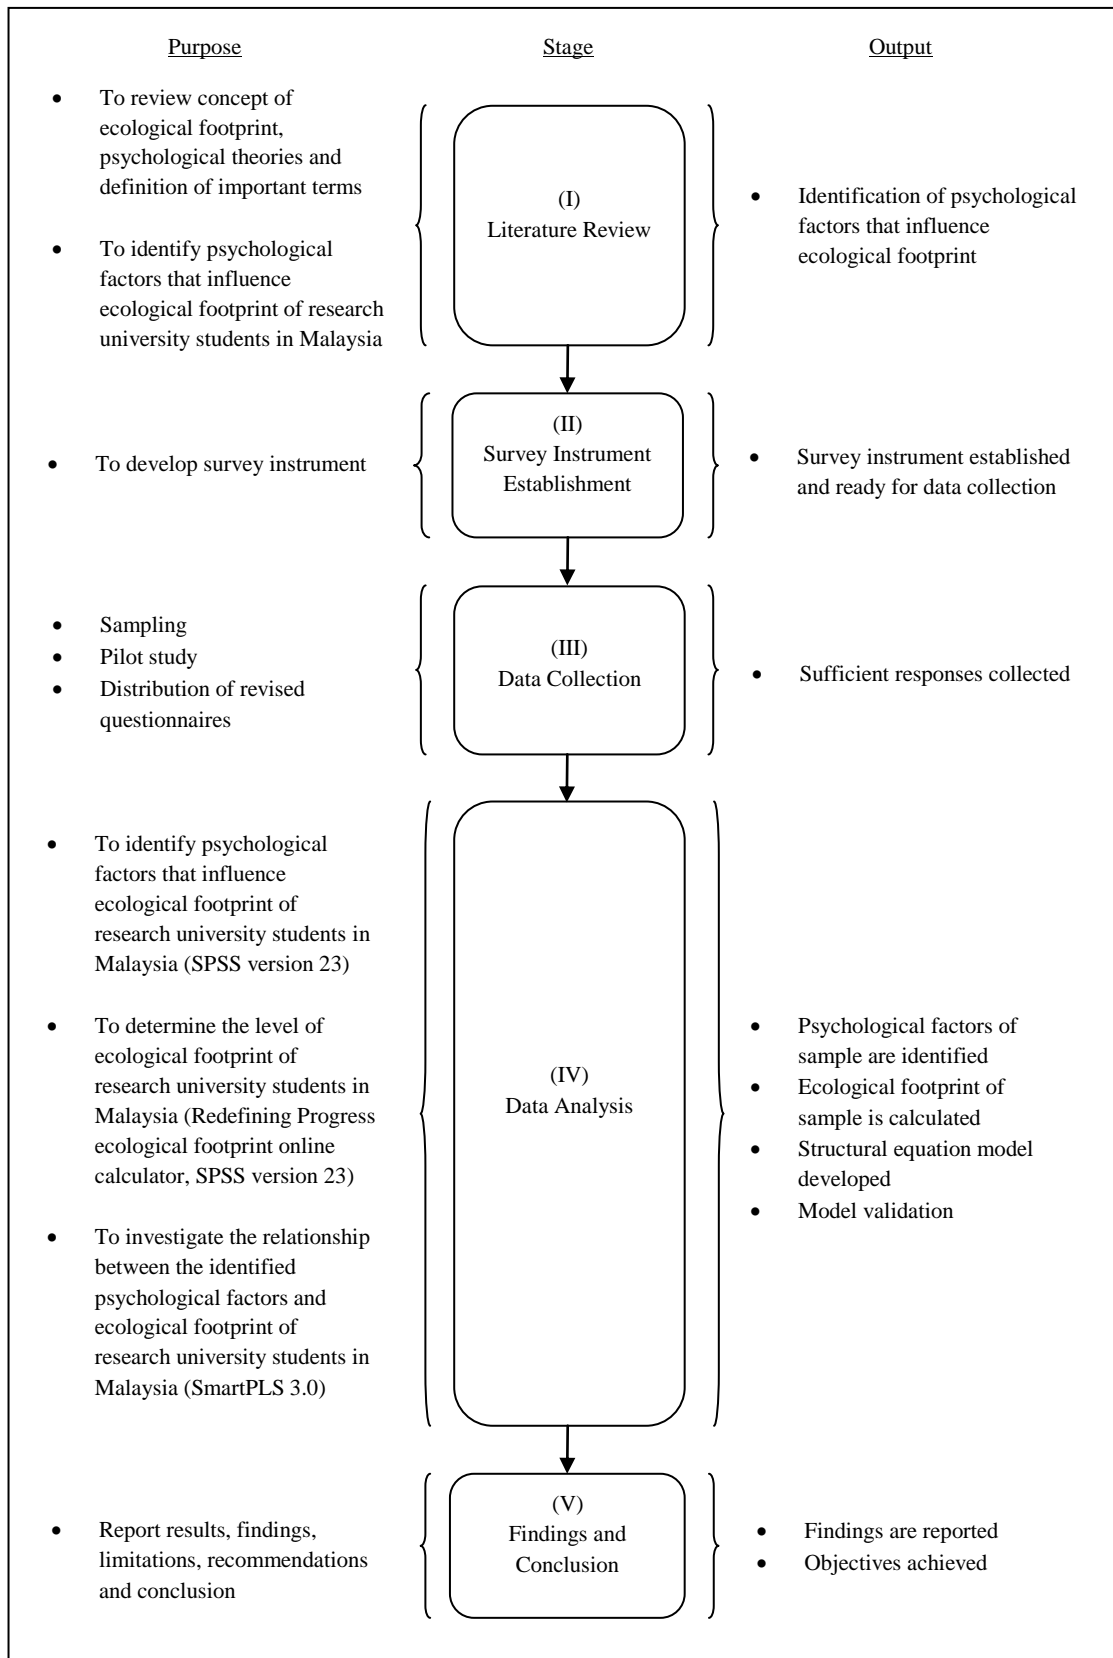 Purpose
Stage
Output
• To review concept of
ecological footprint,
psychological theories and
definition of important terms
• To identify psychological
factors that influence
ecological footprint of research
university students in Malaysia
(I)
Literature Review
• Identification of psychological
factors that influence
ecological footprint
• To develop survey instrument
(II)
Survey Instrument
Establishment
• Survey instrument established
and ready for data collection
• Sampling
• Pilot study
• Distribution of revised
questionnaires
(III)
Data Collection
• Sufficient responses collected
• To identify psychological
factors that influence
ecological footprint of
research university students in
Malaysia (SPSS version 23)
• To determine the level of
ecological footprint of
research university students in
Malaysia (Redefining Progress
ecological footprint online
calculator, SPSS version 23)
• To investigate the relationship
between the identified
psychological factors and
ecological footprint of
research university students in
Malaysia (SmartPLS 3.0)
(IV)
Data Analysis
• Psychological factors of
sample are identified
• Ecological footprint of
sample is calculated
• Structural equation model
developed
• Model validation
• Report results, findings,
limitations, recommendations
and conclusion
(V)
Findings and
Conclusion
• Findings are reported
• Objectives achieved